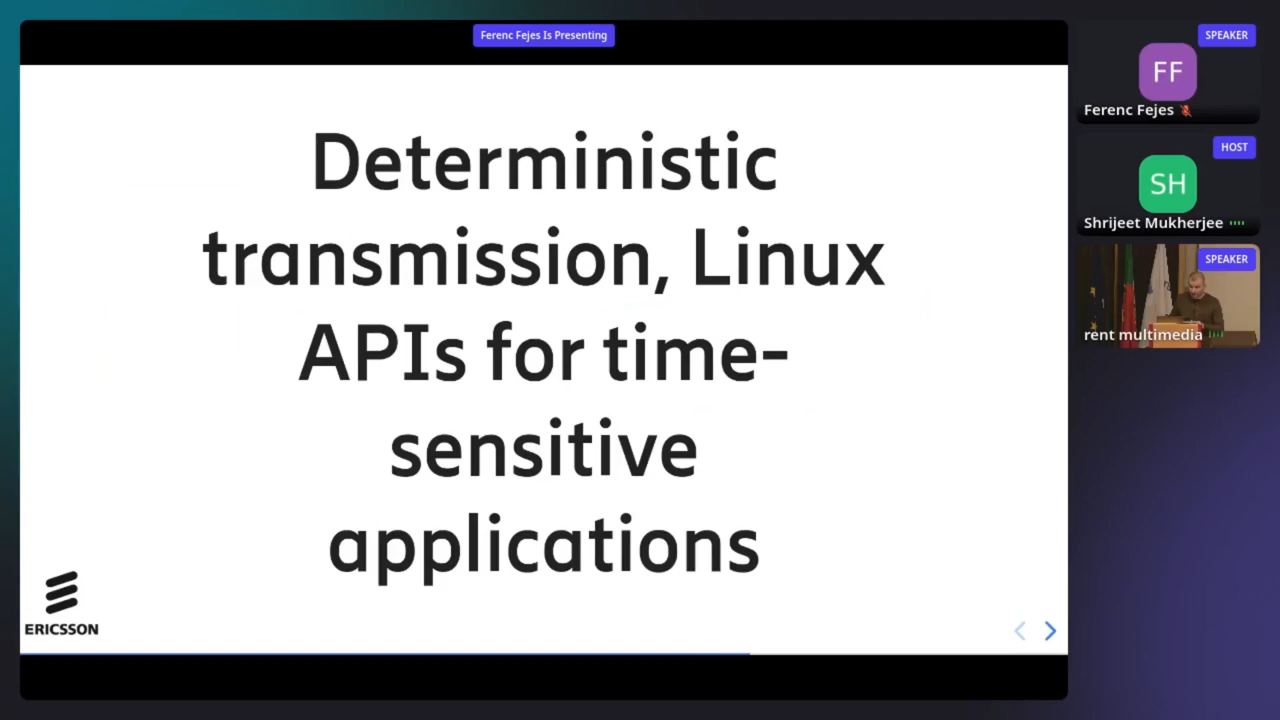 Ferenc Fejes Is Presenting
Deterministic
transmission, Linux
APIs for time-
sensitive
applications
ERICSSON
SPEAKER
FF
Ferenc Fejes
HOST
SH
Shrijeet Mukherjee
SPEAKER
rent multimedia